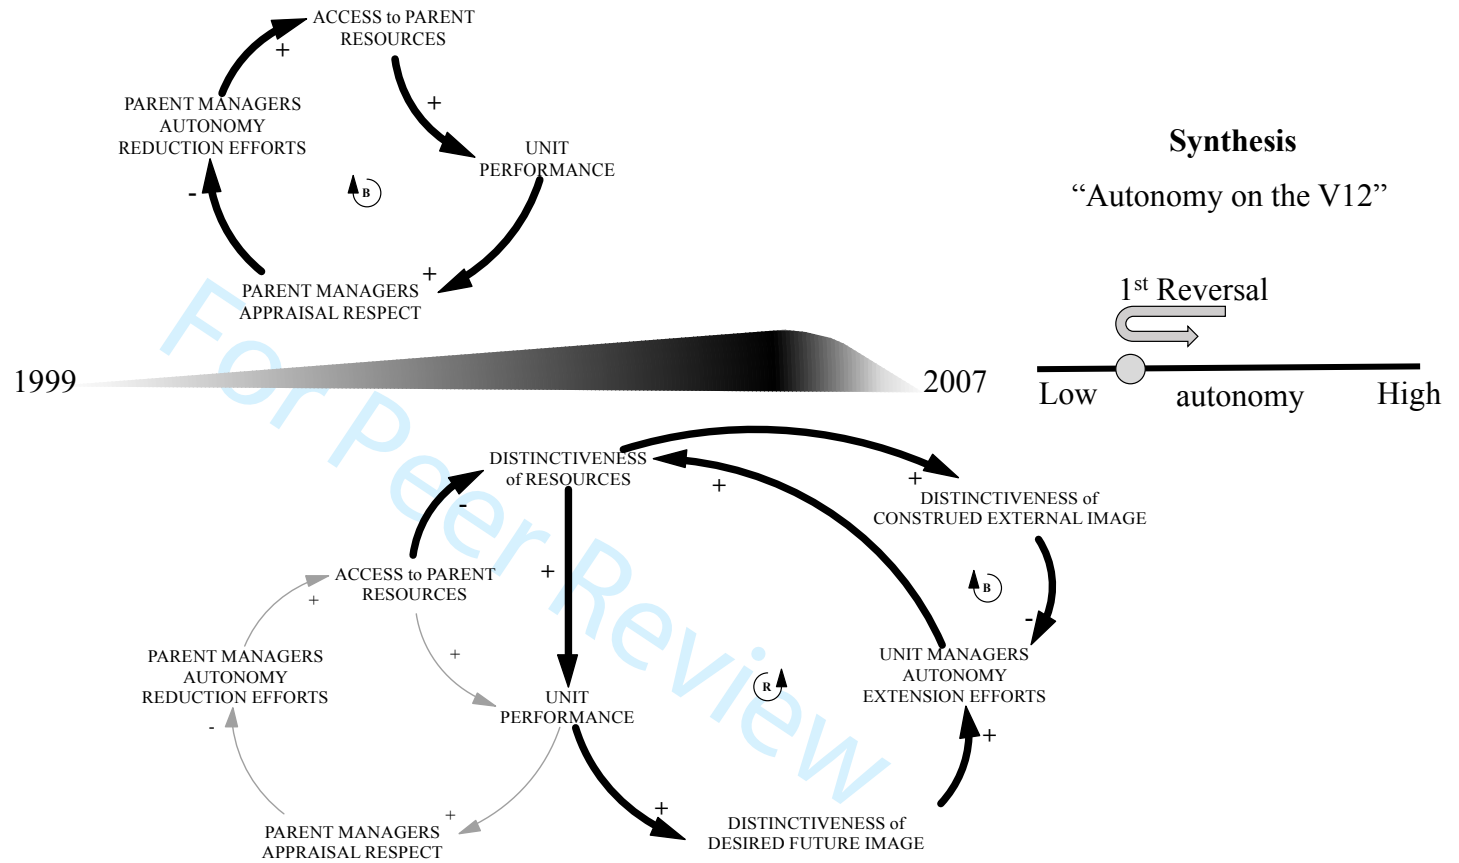 ACCESS to PARENT
RESOURCES
+
+
PARENT MANAGERS
AUTONOMY
REDUCTION EFFORTS
UNIT
PERFORMANCE
B
-
+
PARENT MANAGERS
APPRAISAL RESPECT
Synthesis
“Autonomy on the V12”
1st Reversal
Low
autonomy
High
1999
2007
DISTINCTIVENESS
of RESOURCES
+
+
-
DISTINCTIVENESS of
CONSTRUED EXTERNAL IMAGE
+
ACCESS to PARENT
RESOURCES
+
+
B
-
PARENT MANAGERS
AUTONOMY
REDUCTION EFFORTS
UNIT MANAGERS
AUTONOMY
EXTENSION EFFORTS
R
UNIT
PERFORMANCE
-
+
+
+
PARENT MANAGERS
APPRAISAL RESPECT
DISTINCTIVENESS of
DESIRED FUTURE IMAGE
For Peer Review